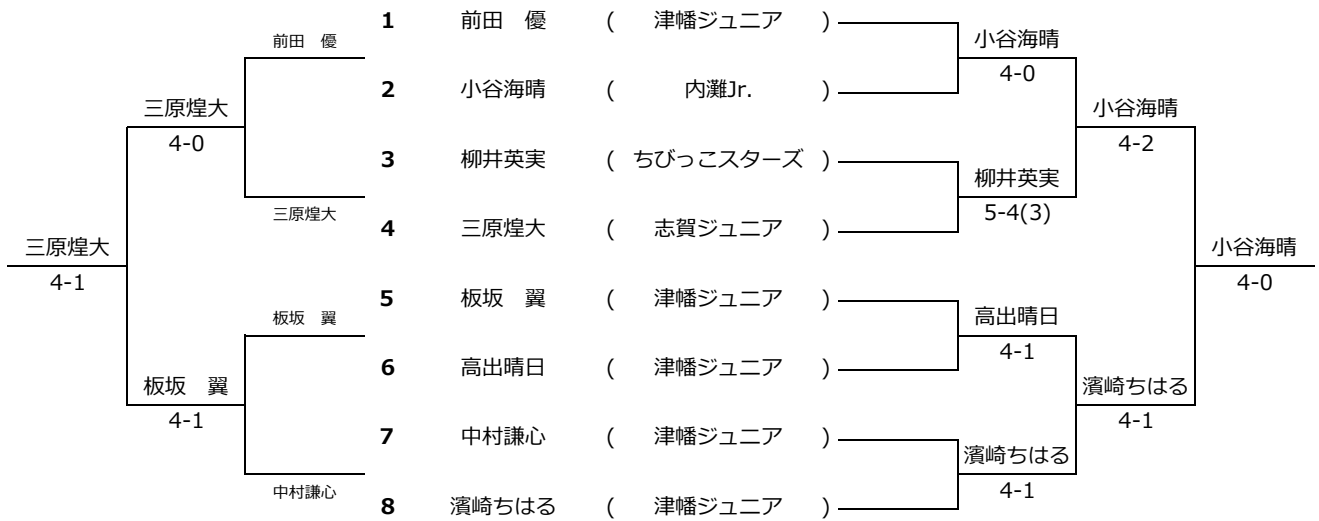 1 前田　優 ( 津幡ジュニア )
前田　優
小谷海晴
4-0
2 小谷海晴 ( 内灘Jr. )
三原煌大
4-0
小谷海晴
4-2
3 柳井英実 ( ちびっこスターズ )
柳井英実
5-4(3)
三原煌大
4 三原煌大 ( 志賀ジュニア )
三原煌大
4-1
小谷海晴
4-0
5 板坂　翼 ( 津幡ジュニア )
板坂　翼
高出晴日
4-1
6 高出晴日 ( 津幡ジュニア )
板坂　翼
4-1
濱崎ちはる
4-1
7 中村謙心 ( 津幡ジュニア )
濱崎ちはる
4-1
中村謙心
8 濱崎ちはる ( 津幡ジュニア )